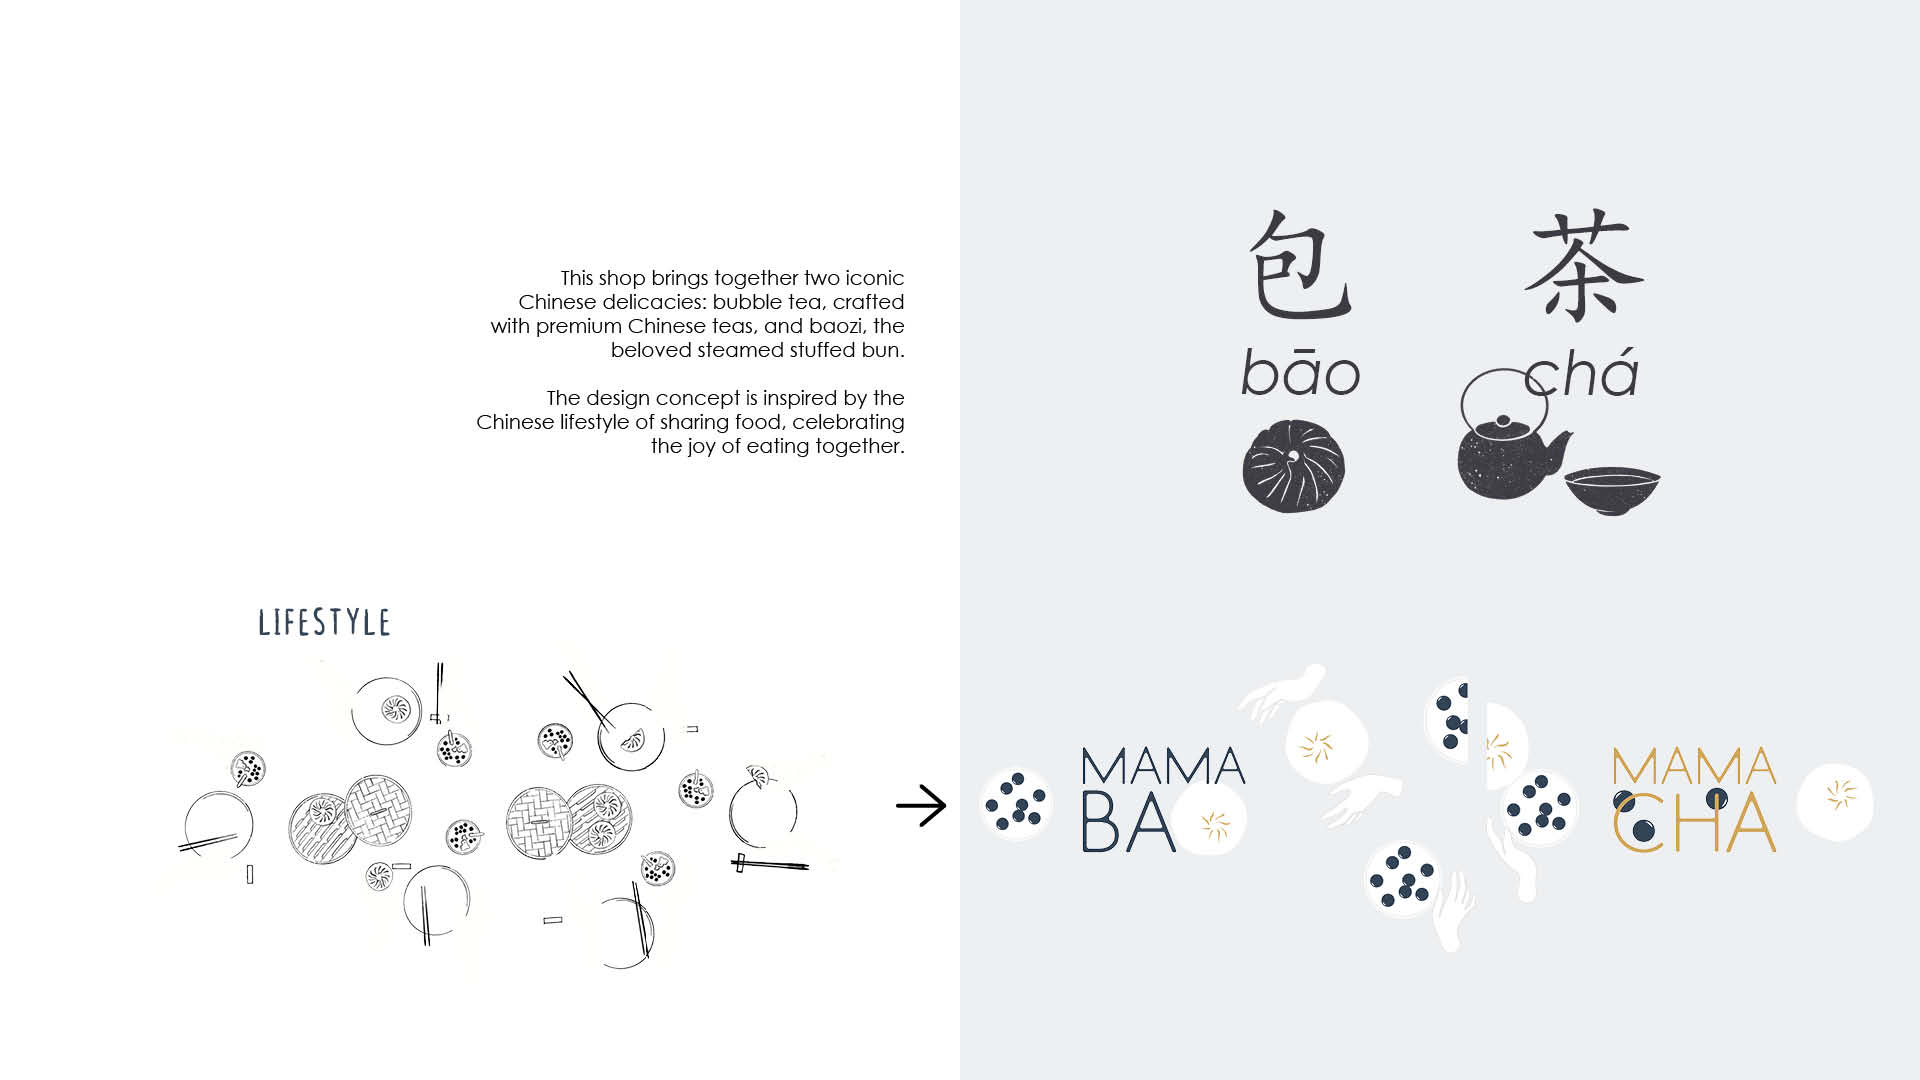 This shop brings together two iconic
Chinese delicacies: bubble tea, crafted
with premium Chinese teas, and baozi, the
beloved steamed stuffed bun.
The design concept is inspired by the
Chinese lifestyle of sharing food, celebrating
the joy of eating together.
LIFESTYLE
包 茶
bāo chá
MAMA
BA
MAMA
CHA